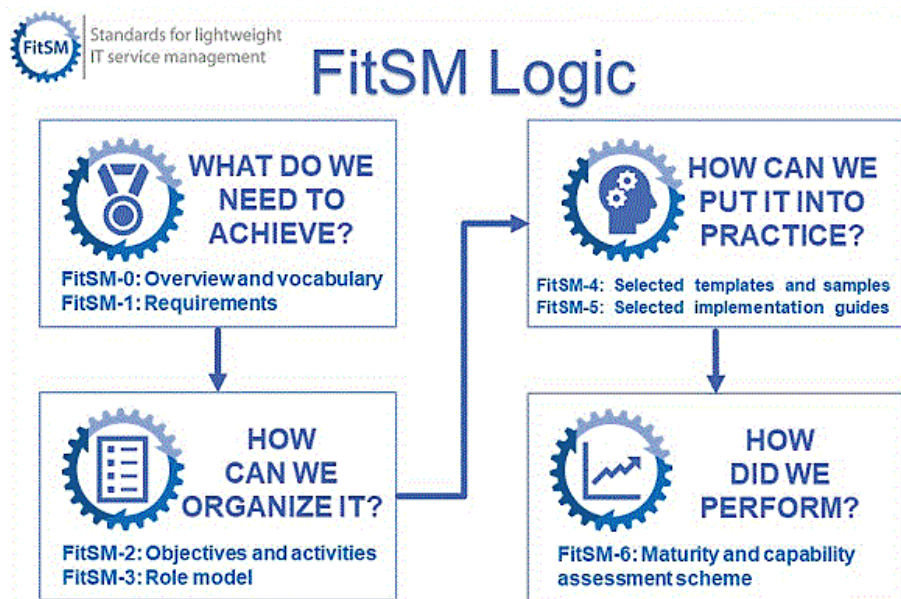 FitSM
Standards for lightweight
IT service management
FitSM Logic
WHAT DO WE
NEED TO
ACHIEVE?
FitSM-0: Overview and vocabulary
FitSM-1: Requirements
HOW
CAN WE
ORGANIZE IT?
FitSM-2: Objectives and activities
FitSM-3: Role model
HOW CAN WE
PUT IT INTO
PRACTICE?
FitSM-4: Selected templates and samples
FitSM-5: Selected implementation guides
HOW
DID WE
PERFORM?
FitSM-6: Maturity and capability
assessment scheme